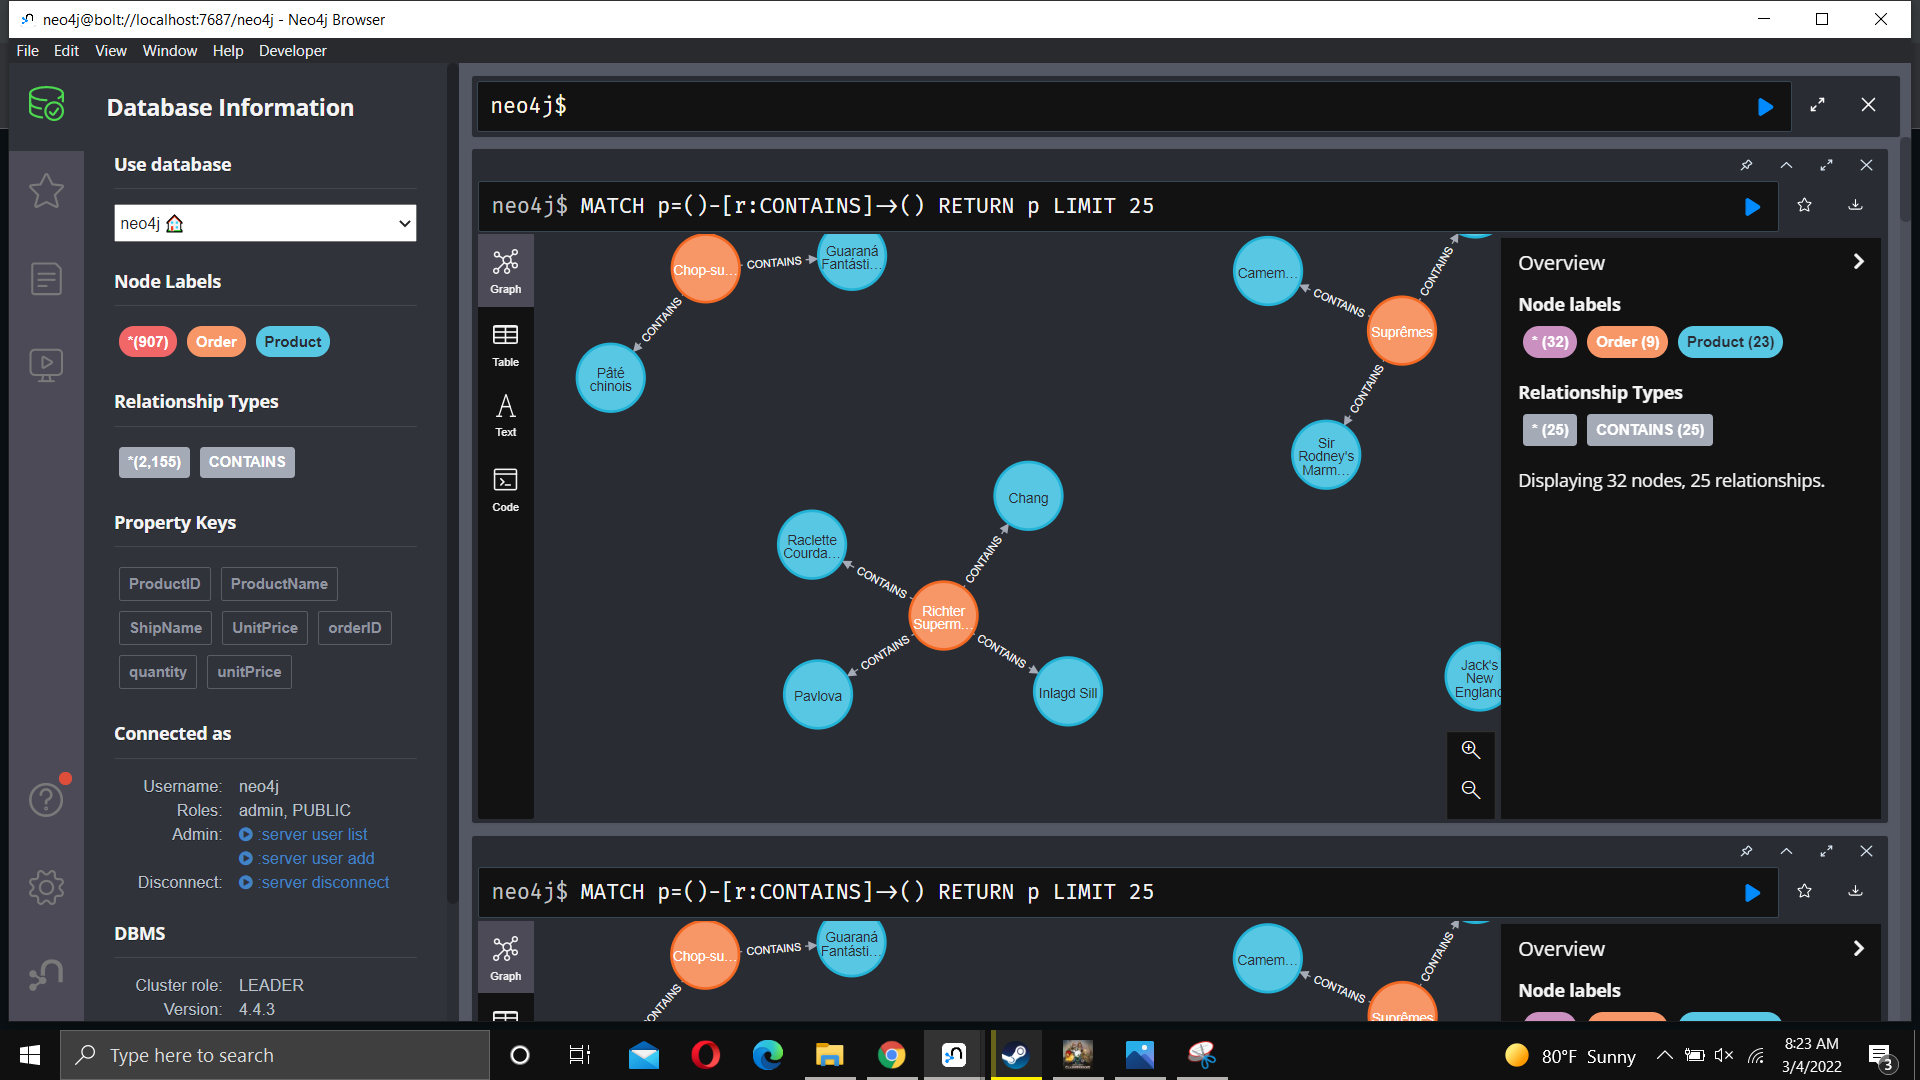 neo4j@bolt://localhost:7687/neo4j - Neo4j Browser
File Edit View Window Help Developer
Database Information
Use database
neo4j
Node Labels
*(907) Order Product
Relationship Types
*(2,155) CONTAINS
Property Keys
ProductID ProductName
ShipName UnitPrice orderID
quantity unitPrice
Connected as
Username: neo4j
Roles: admin, PUBLIC
Admin: :server user list
:server user add
Disconnect: :server disconnect
DBMS
Cluster role: LEADER
Version: 4.4.3
neo4j$
neo4j$ MATCH p=()-[r:CONTAINS]->() RETURN p LIMIT 25
Graph
Table
Text
Code
Chop-su...
CONTAINS
Guaraná
Fantásti...
CONTAINS
Pâté
chinois
Camem...
CONTAINS
CONTAINS
Suprêmes
CONTAINS
Sir
Rodney's
Marm...
Chang
Raclette
Courda...
CONTAINS
CONTAINS
Richter
Superm...
CONTAINS
CONTAINS
Pavlova
Inlagd Sill
Jack's
New
England
Overview
Node labels
* (32) Order (9) Product (23)
Relationship Types
* (25) CONTAINS (25)
Displaying 32 nodes, 25 relationships.
neo4j$ MATCH p=()-[r:CONTAINS]->() RETURN p LIMIT 25
Graph
Chop-su...
CONTAINS
Guaraná
Fantásti...
CONTAINS
Camem...
CONTAINS
CONTAINS
Suprêmes
Overview
Node labels
Type here to search
80°F Sunny
8:23 AM
3/4/2022
3